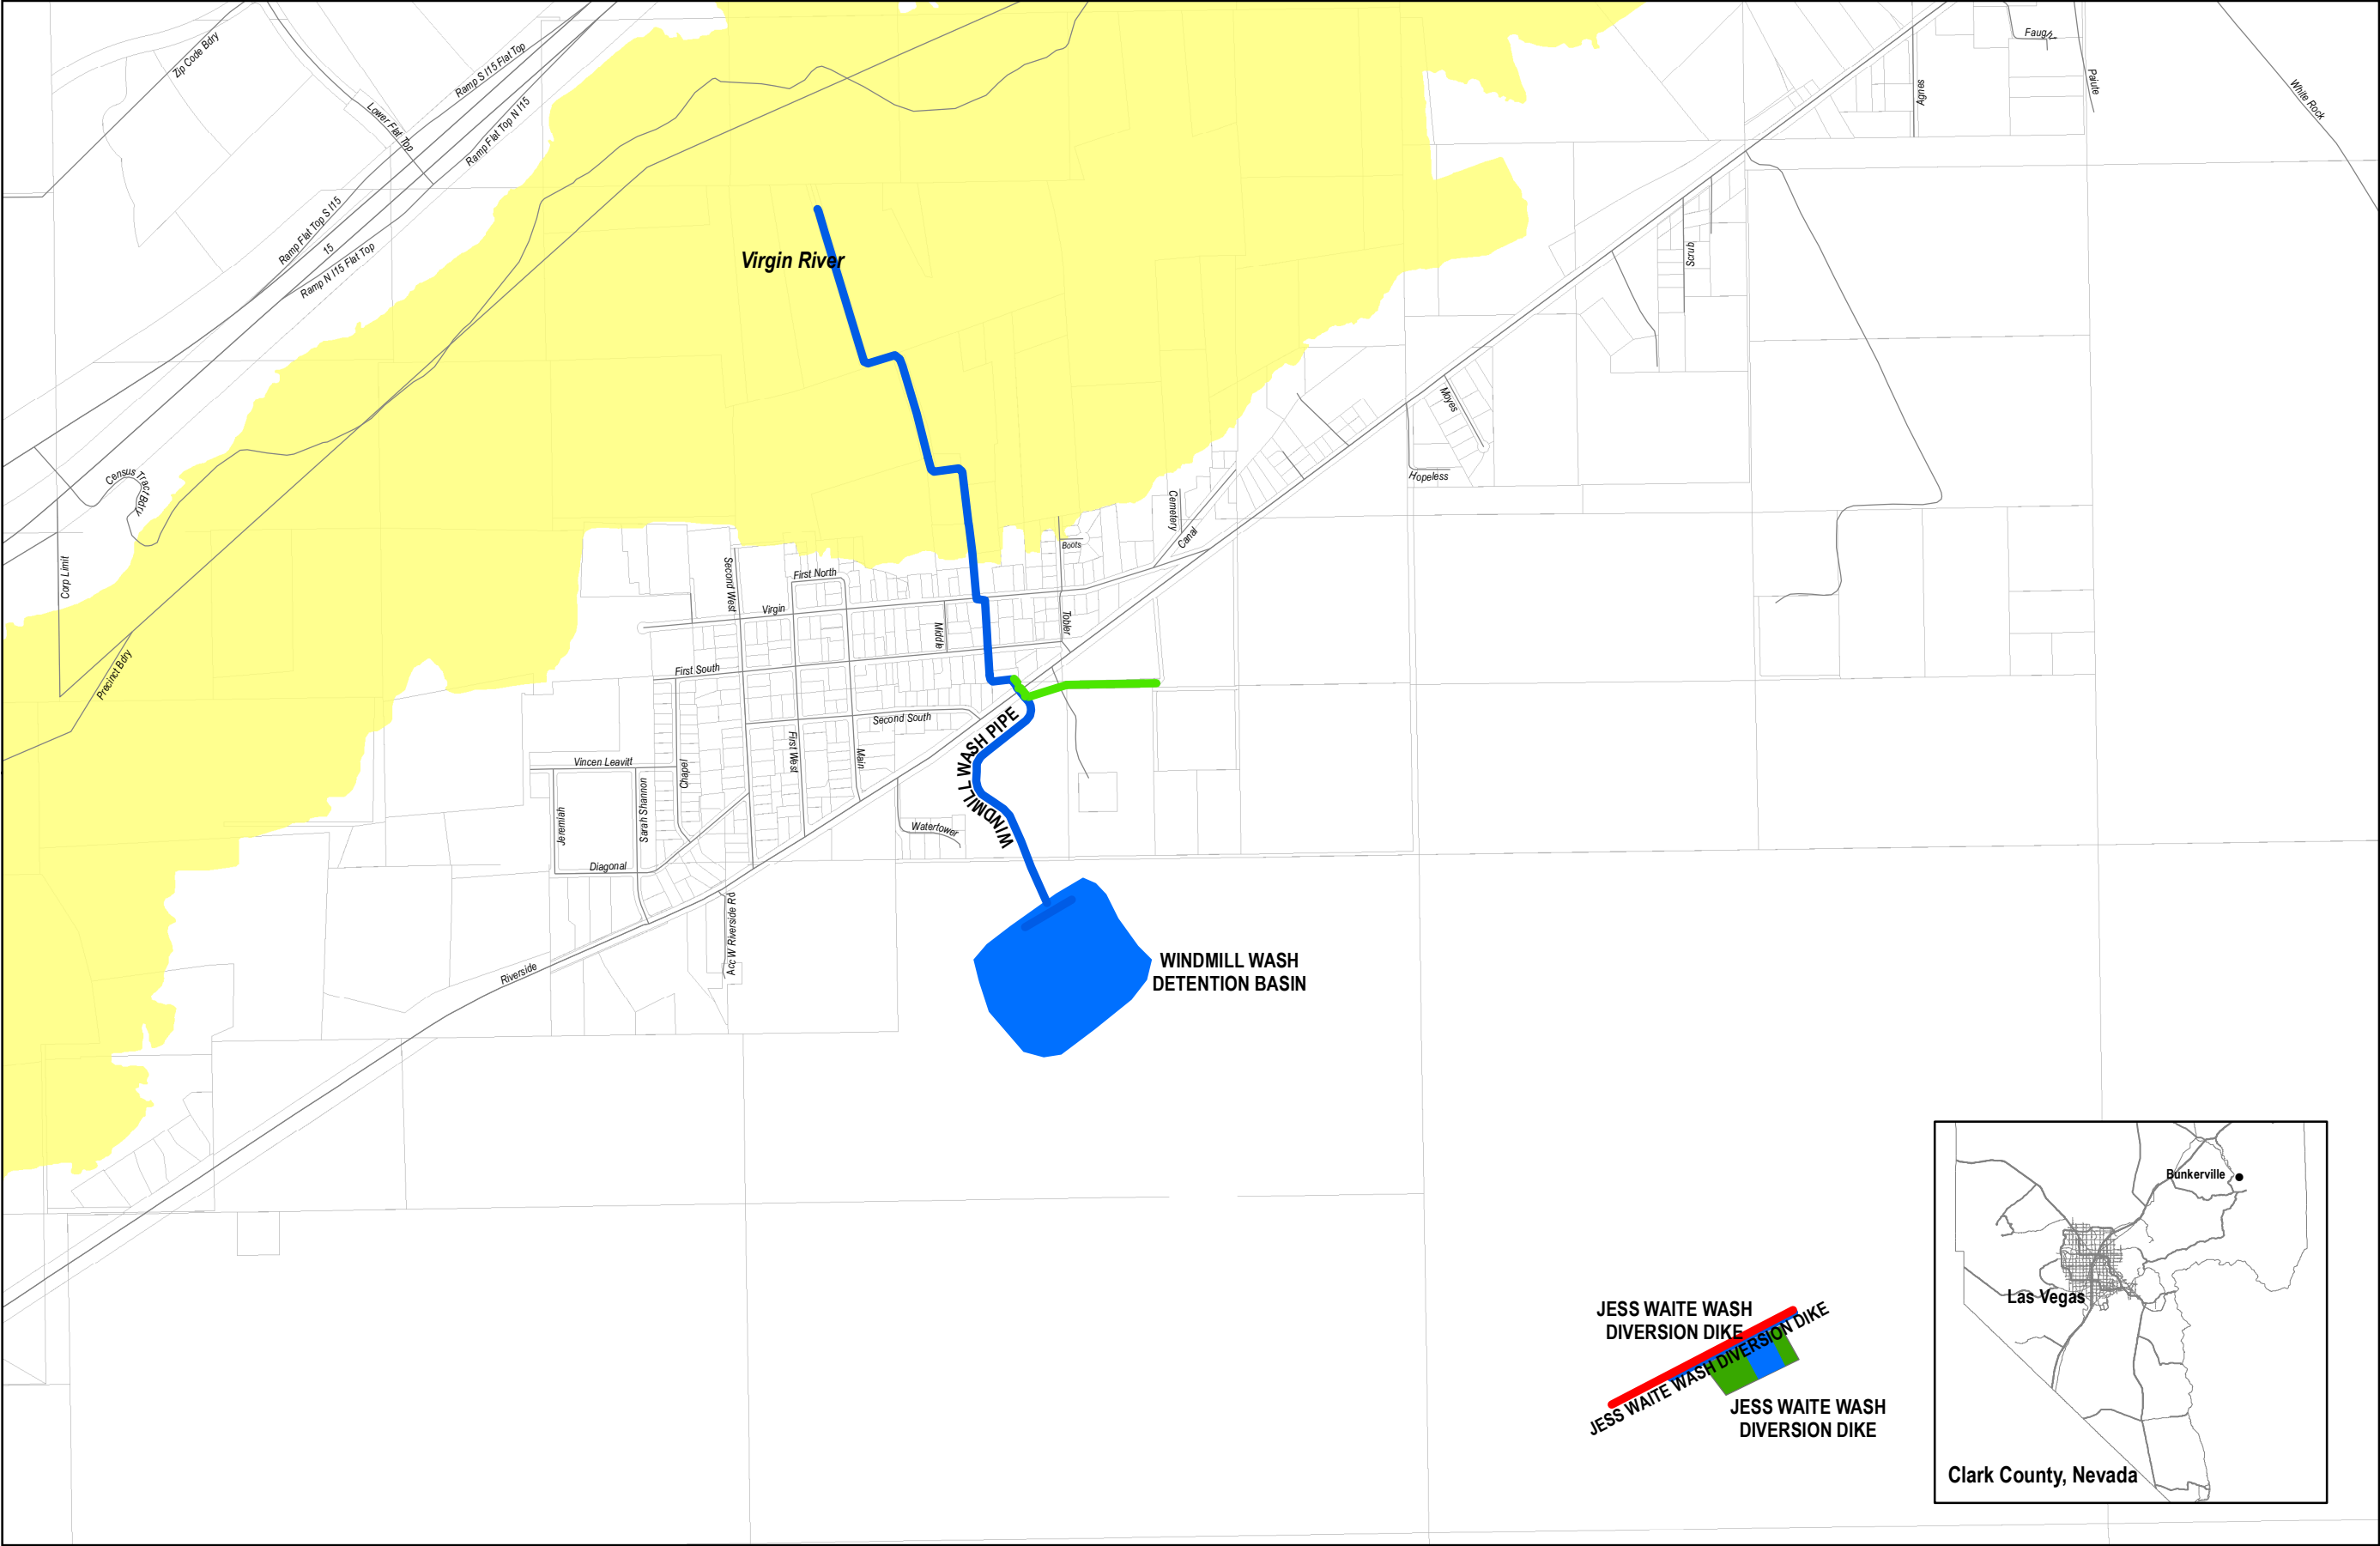 Zip Code Bdry
Ramp S I15 Flat Top
Lower Flat Top
Ramp Flat Top N I15
Faug
Paiute
Agnes
White Rock
Ramp Flat Top S I15
15
Ramp N I15 Flat Top
Virgin River
Scrub
Moyes
Hopeless
Census Tract Bdry
Cemetery
Canal
Boots
Corp Limit
Second West
First North
Virgin
Middle
Tobler
Precinct Bdry
First South
Second South
WINDMILL WASH PIPE
First West
Main
Vincen Leavitt
Chapel
Sarah Shannon
Jeremiah
Watertower
Diagonal
Acc W Riverside Rd
Riverside
WINDMILL WASH
DETENTION BASIN
Bunkerville
Las Vegas
Clark County, Nevada
JESS WAITE WASH
DIVERSION DIKE
JESS WAITE WASH DIVERSION DIKE
JESS WAITE WASH
DIVERSION DIKE